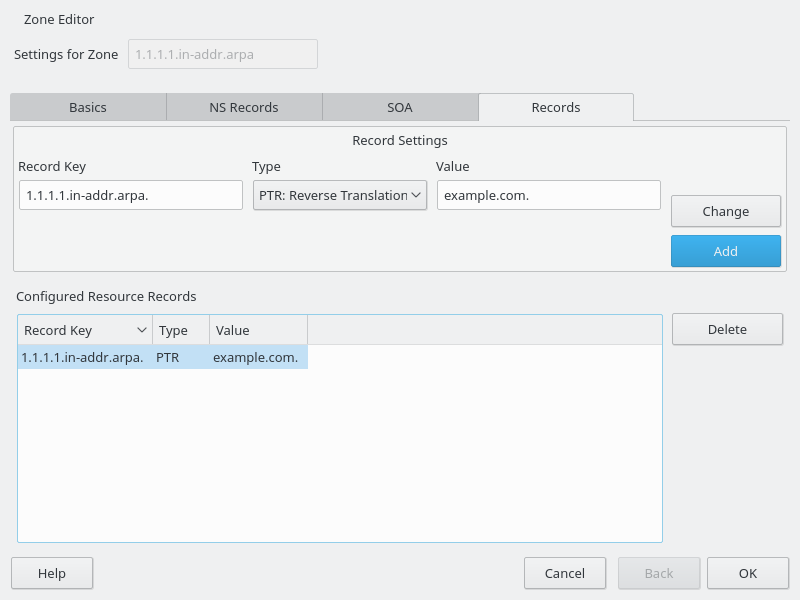 Zone Editor
Settings for Zone 1.1.1.1.in-addr.arpa
Basics NS Records SOA Records
Record Settings
Record Key Type Value
1.1.1.1.in-addr.arpa. PTR: Reverse Translation example.com.
Change
Add
Configured Resource Records
Delete
Record Key Type Value
1.1.1.1.in-addr.arpa. PTR example.com.
Help Cancel Back OK